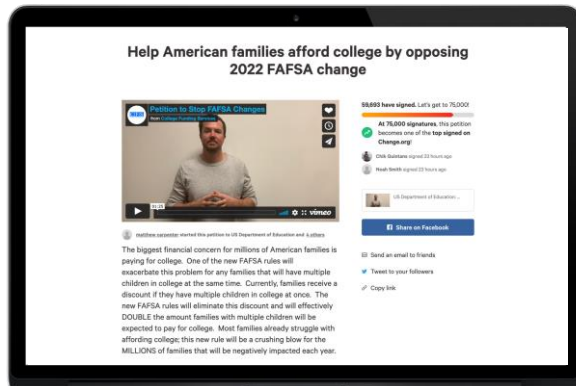 Help American families afford college by opposing
2022 FAFSA change
Petition to Stop FAFSA Changes
from College Funding Services
01:25
vimeo
matthew carpenter started this petition to US Department of Education and 4 others
The biggest financial concern for millions of American families is
paying for college. One of the new FAFSA rules will
exacerbate this problem for any families that will have multiple
children in college at the same time. Currently, families receive a
discount if they have multiple children in college at once. The
new FAFSA rules will eliminate this discount and will effectively
DOUBLE the amount families with multiple children will be
expected to pay for college. Most families already struggle with
affording college; this new rule will be a crushing blow for the
MILLIONS of families that will be negatively impacted each year.
59,693 have signed. Let's get to 75,000!
At 75,000 signatures, this petition
becomes one of the top signed on
Change.org!
signed 23 hours ago
Noah Smith signed 23 hours ago
US Department of Education ...
Share on Facebook
Send an email to friends
Tweet to your followers
Copy link